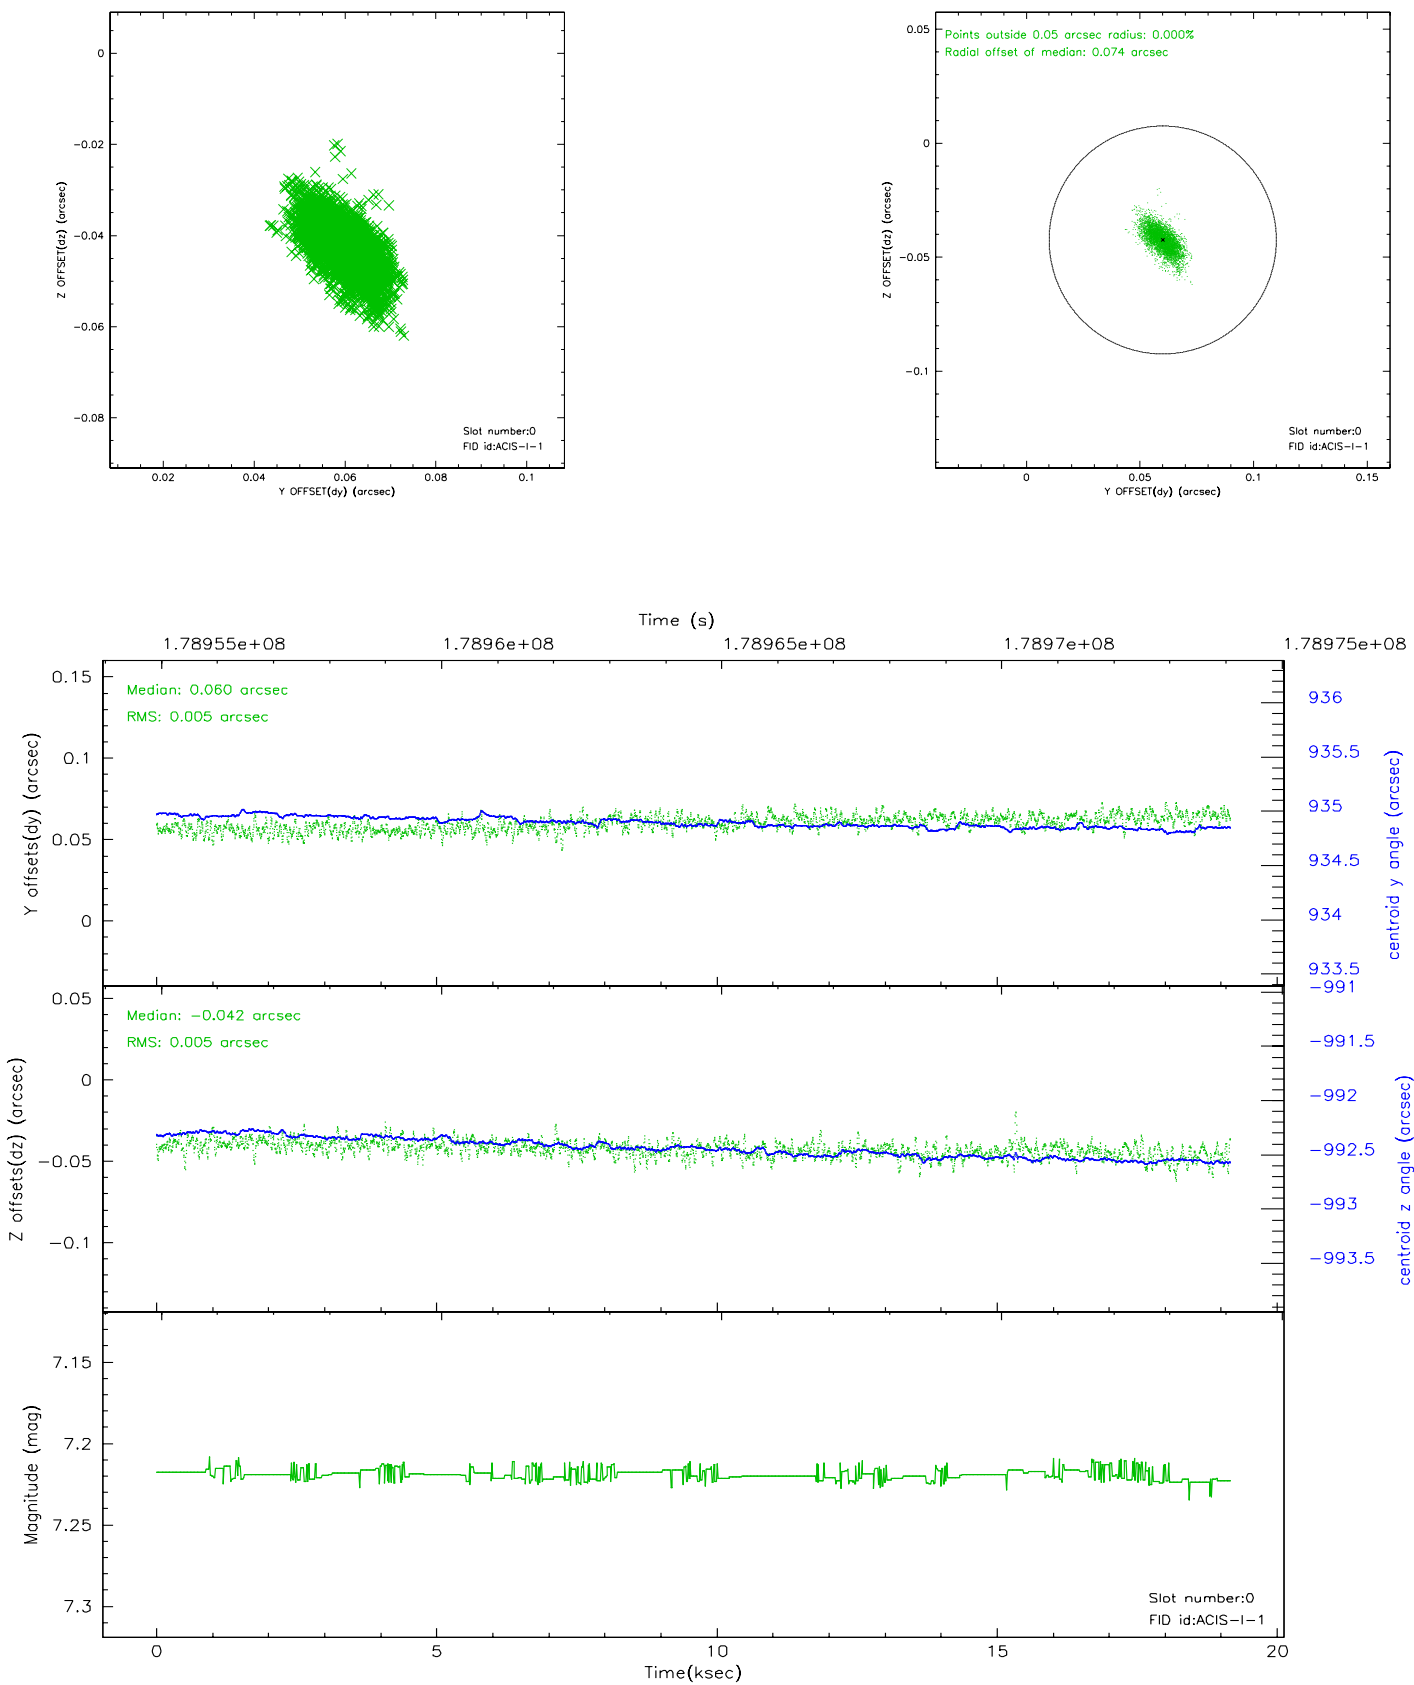 0
−0.02
−0.04
−0.06
−0.08
Z OFFSET(dz) (arcsec)
Slot number:0
FID id:ACIS−I−1
0.02 0.04 0.06 0.08 0.1
Y OFFSET(dy) (arcsec)
Points outside 0.05 arcsec radius: 0.000%
Radial offset of median: 0.074 arcsec
0.05
0
−0.05
−0.1
Z OFFSET(dz) (arcsec)
Slot number:0
FID id:ACIS−I−1
0 0.05 0.1 0.15
Y OFFSET(dy) (arcsec)
Time (s)
1.78955e+08 1.7896e+08 1.78965e+08 1.7897e+08 1.78975e+08
Median: 0.060 arcsec
RMS: 0.005 arcsec
0.15
0.1
0.05
0
Y offsets(dy) (arcsec)
936
935.5
935
934.5
934
933.5
centroid y angle (arcsec)
Median: −0.042 arcsec
RMS: 0.005 arcsec
0.05
0
−0.05
−0.1
Z offsets(dz) (arcsec)
−991
−991.5
−992
−992.5
−993
−993.5
centroid z angle (arcsec)
7.15
7.2
7.25
7.3
Magnitude (mag)
Slot number:0
FID id:ACIS−I−1
0 5 10 15 20
Time(ksec)